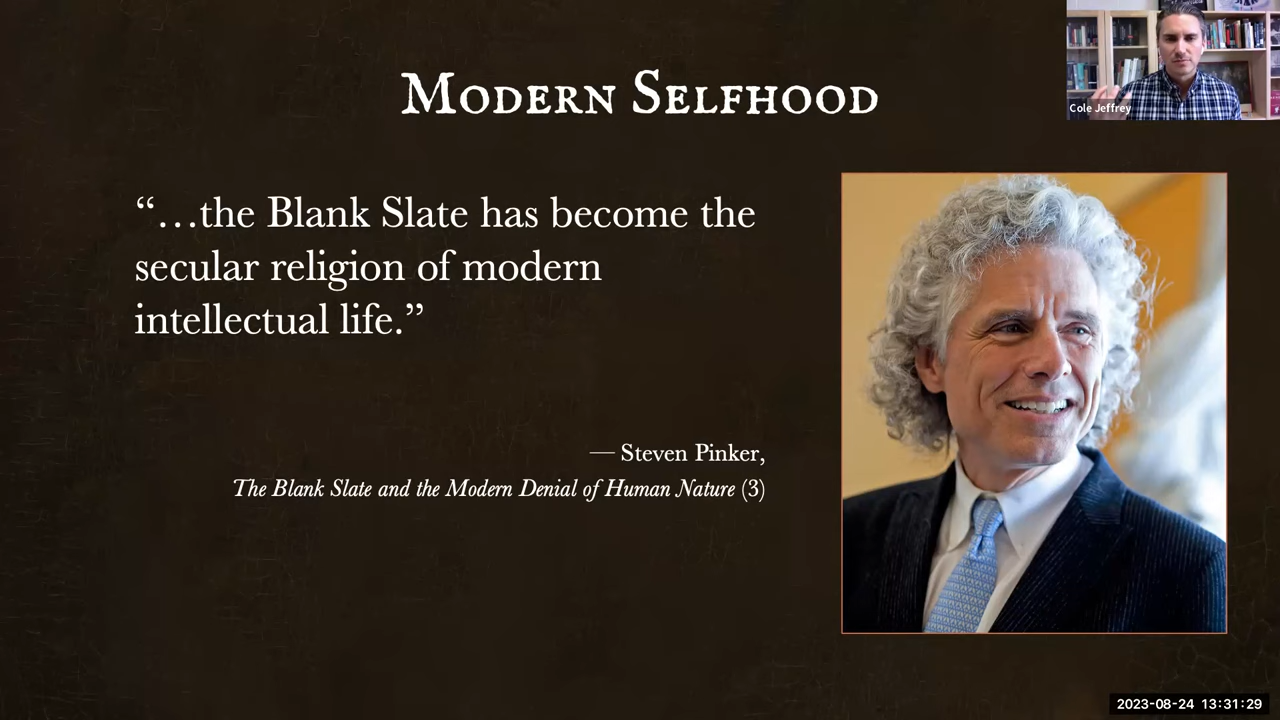 Modern Selfhood
Cole Jeffrey
“…the Blank Slate has become the
secular religion of modern
intellectual life.”
— Steven Pinker,
The Blank Slate and the Modern Denial of Human Nature (3)
2023-08-24 13:31:29